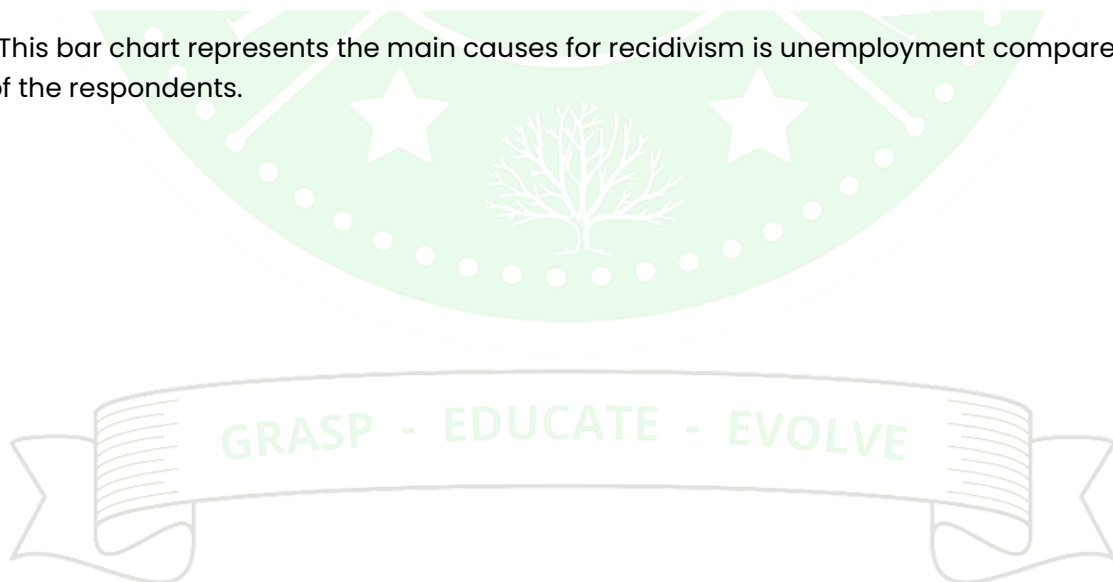 This bar chart represents the main causes for recidivism is unemployment compare
of the respondents.
GRASP - EDUCATE - EVOLVE